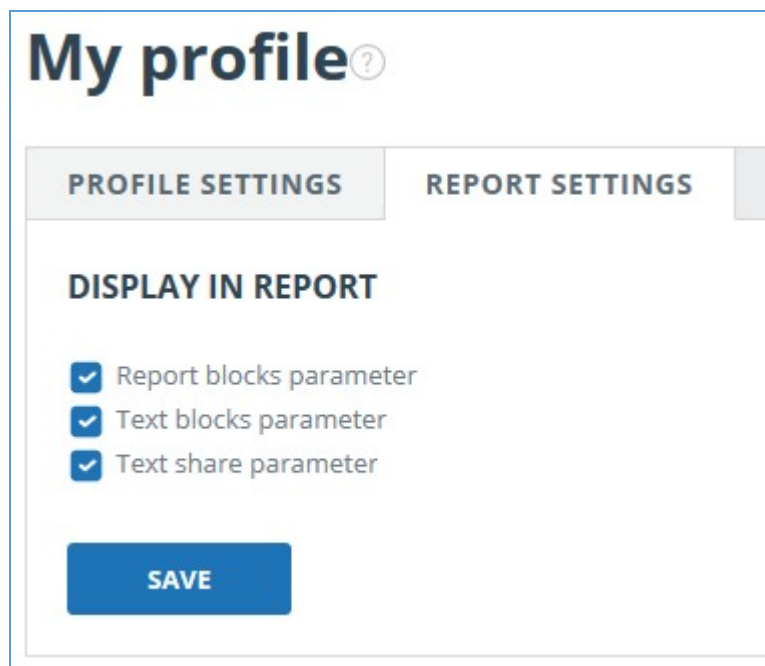 My profile ?
PROFILE SETTINGS REPORT SETTINGS
DISPLAY IN REPORT
Report blocks parameter
Text blocks parameter
Text share parameter
SAVE